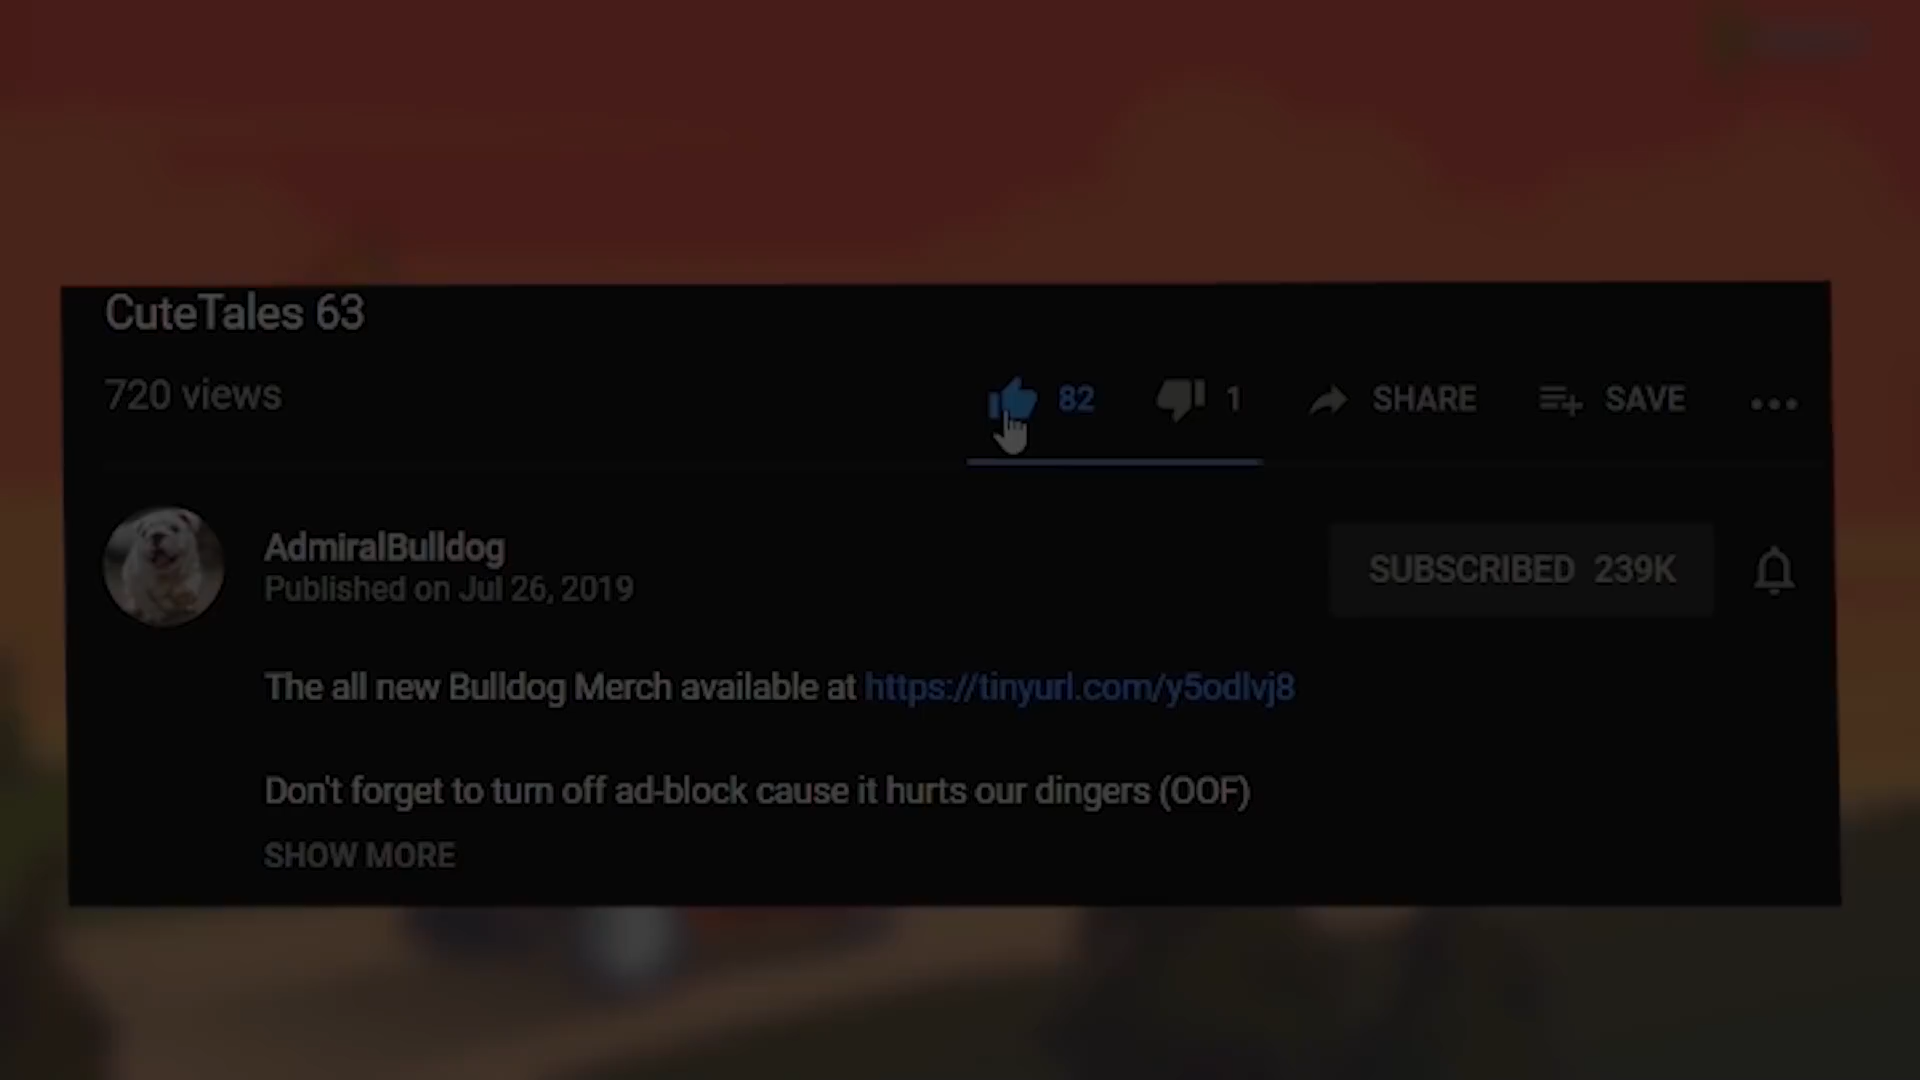 CuteTales 63
720 views
82
1
SHARE
SAVE
AdmiralBulldog
Published on Jul 26, 2019
SUBSCRIBED 239K
The all new Bulldog Merch available at https://tinyurl.com/y5odlvj8
Don't forget to turn off ad-block cause it hurts our dingers (OOF)
SHOW MORE